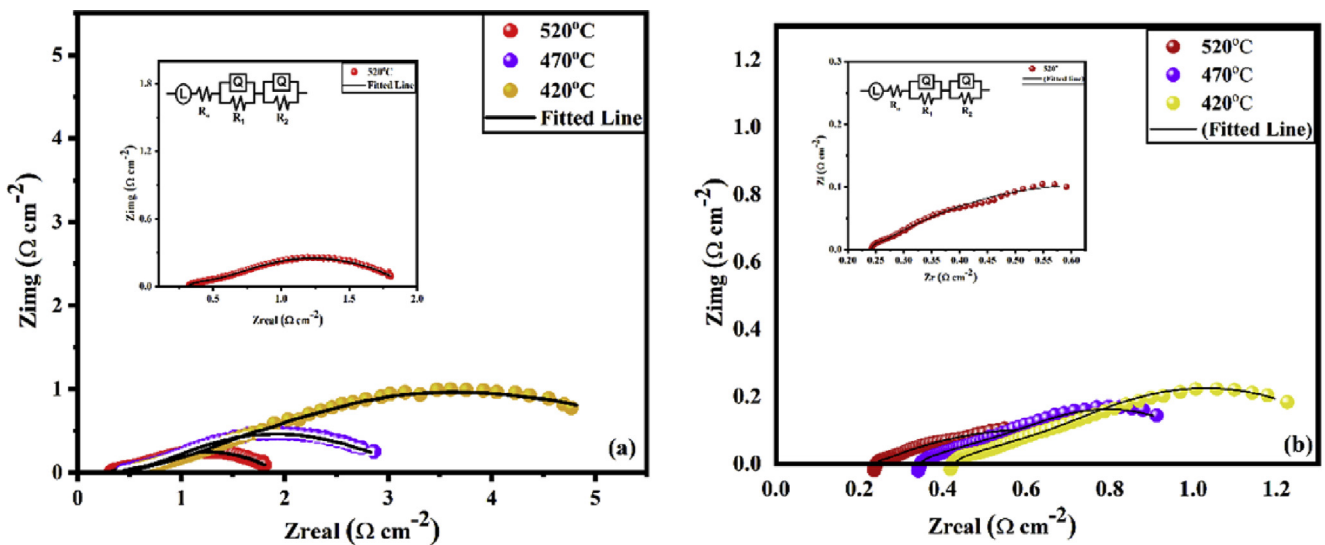 5
4
3
2
1
0
Zimg (Ω cm⁻²)
0
1
2
3
4
5
Zreal (Ω cm⁻²)
520°C
470°C
420°C
Fitted Line
(a)
1.8
1.2
0.6
0.0
Zimg (Ω cm⁻²)
0.5
1.0
1.5
2.0
Zreal (Ω cm⁻²)
520°C
Fitted Line
L
Q
Q
R₁
R₂
1.2
1.0
0.8
0.6
0.4
0.2
0.0
Zimg (Ω cm⁻²)
0.0
0.2
0.4
0.6
0.8
1.0
1.2
Zreal (Ω cm⁻²)
520°C
470°C
420°C
(Fitted Line)
(b)
0.3
0.2
0.1
0.0
Zi (Ω cm⁻²)
0.20
0.25
0.30
0.35
0.40
0.45
0.50
0.55
0.60
Zr (Ω cm⁻²)
520°
(Fitted line)
L
Q
Q
R₁
R₂